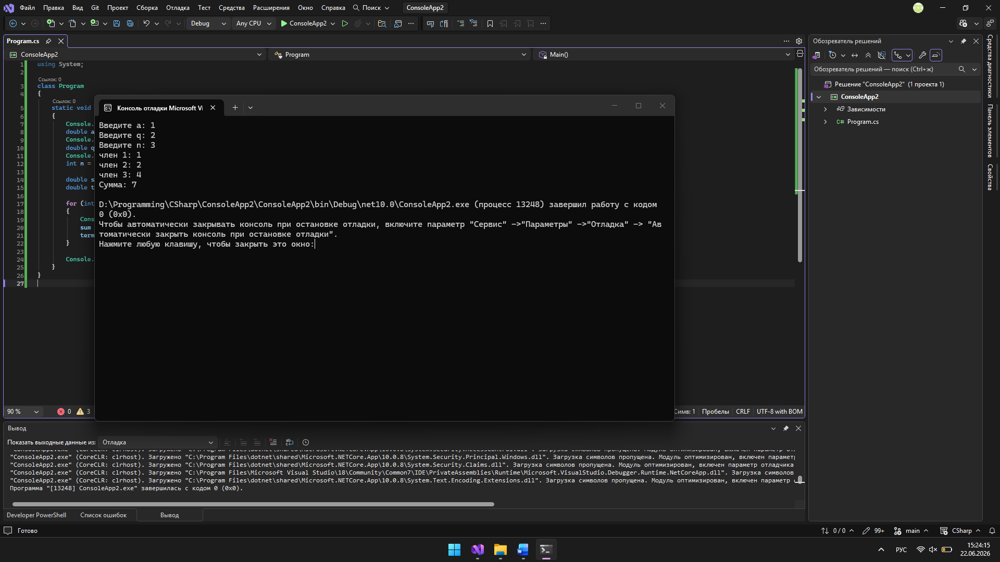 Файл Правка Вид Git Проект Сборка Отладка Тест Средства Расширения Окно Справка Поиск ConsoleApp2
Debug Any CPU ConsoleApp2
Program.cs
ConsoleApp2 Program Main()
1 using System;
2
Ссылок: 0
3 class Program
4 {
Ссылок: 0
5 static void
6 {
7 Console.
8 double a
9 Console.
10 double q
11 Console.
12 int n =
13
14 double s
15 double t
16
17 for (int
18 {
19 Cons
20 sum
21 term
22 }
23
24 Console.
25 }
26 }
27
Консоль отладки Microsoft Vi
Введите a: 1
Введите q: 2
Введите n: 3
член 1: 1
член 2: 2
член 3: 4
Сумма: 7
D:\Programming\CSharp\ConsoleApp2\ConsoleApp2\bin\Debug\net10.0\ConsoleApp2.exe (процесс 13248) завершил работу с кодом
0 (0x0).
Чтобы автоматически закрывать консоль при остановке отладки, включите параметр "Сервис" ->"Параметры" ->"Отладка" -> "Ав
томатически закрыть консоль при остановке отладки".
Нажмите любую клавишу, чтобы закрыть это окно:
90 % 0 3 Симв: 1 Пробелы CRLF UTF-8 with BOM
Обозреватель решений
Обозреватель решений — поиск (Ctrl+ж)
Решение "ConsoleApp2" (1 проекта 1)
ConsoleApp2
Зависимости
C# Program.cs
Средства диагностики
Панель элементов
Свойства
Вывод
Показать выходные данные из: Отладка
"ConsoleApp2.exe" (CoreCLR: clrhost). Загружено "C:\Program Files\dotnet\shared\Microsoft.NETCore.App\10.0.8\System.Security.AccessControl.dll". Загрузка символов пропущена. Модуль оптимизирован, включен параметр от
"ConsoleApp2.exe" (CoreCLR: clrhost). Загружено "C:\Program Files\dotnet\shared\Microsoft.NETCore.App\10.0.8\System.Security.Principal.Windows.dll". Загрузка символов пропущена. Модуль оптимизирован, включен параметр
"ConsoleApp2.exe" (CoreCLR: clrhost). Загружено "C:\Program Files\dotnet\shared\Microsoft.NETCore.App\10.0.8\System.Security.Claims.dll". Загрузка символов пропущена. Модуль оптимизирован, включен параметр отладчика
"ConsoleApp2.exe" (CoreCLR: clrhost). Загружено "C:\Program Files\Microsoft Visual Studio\18\Community\Common7\IDE\PrivateAssemblies\Runtime\Microsoft.VisualStudio.Debugger.Runtime.NetCoreApp.dll". Загрузка символов
"ConsoleApp2.exe" (CoreCLR: clrhost). Загружено "C:\Program Files\dotnet\shared\Microsoft.NETCore.App\10.0.8\System.Text.Encoding.Extensions.dll". Загрузка символов пропущена. Модуль оптимизирован, включен параметр о
Программа "[13248] ConsoleApp2.exe" завершилась с кодом 0 (0x0).
Developer PowerShell Список ошибок Вывод
Готово 0 / 0 99+ main CSharp
РУС 15:24:15
22.06.2026